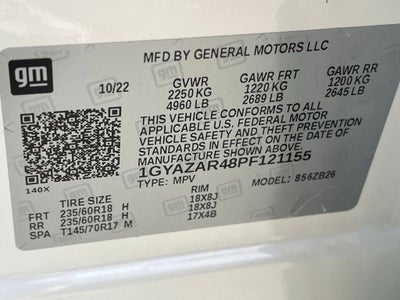 gm
MFD BY GENERAL MOTORS LLC
10/22 GVWR GAWR FRT GAWR RR
2250 KG 1220 KG 1200 KG
4960 LB 2689 LB 2645 LB
THIS VEHICLE CONFORMS TO ALL
APPLICABLE U.S. FEDERAL MOTOR
VEHICLE SAFETY AND THEFT
PREVENTION STANDARDS IN EFFECT
ON THE DATE OF MANUFACTURE
SHOWN ABOVE.
1GYAZAR48PF121155
140X TYPE: MPV MODEL: 856ZB26
TIRE SIZE RIM
FRT 235/60R18 H 18X8J
RR 235/60R18 H 18X8J
SPA T145/70R17 M 17X4B
gm